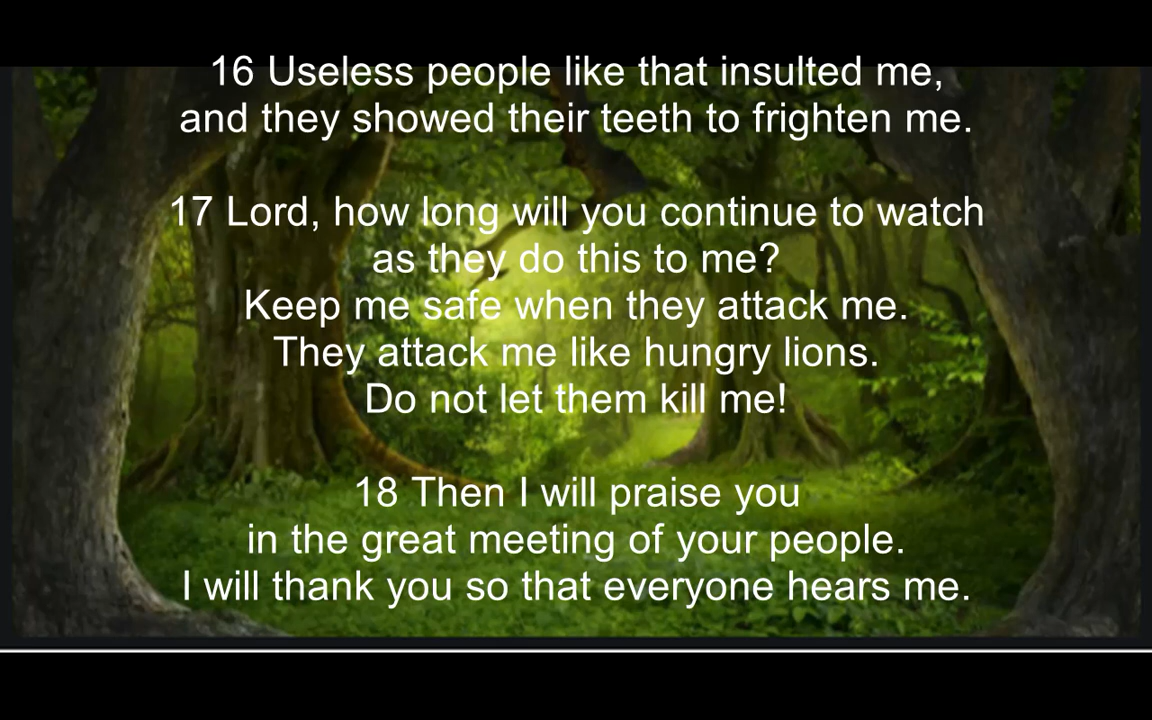 16 Useless people like that insulted me,
and they showed their teeth to frighten me.
17 Lord, how long will you continue to watch
as they do this to me?
Keep me safe when they attack me.
They attack me like hungry lions.
Do not let them kill me!
18 Then I will praise you
in the great meeting of your people.
I will thank you so that everyone hears me.